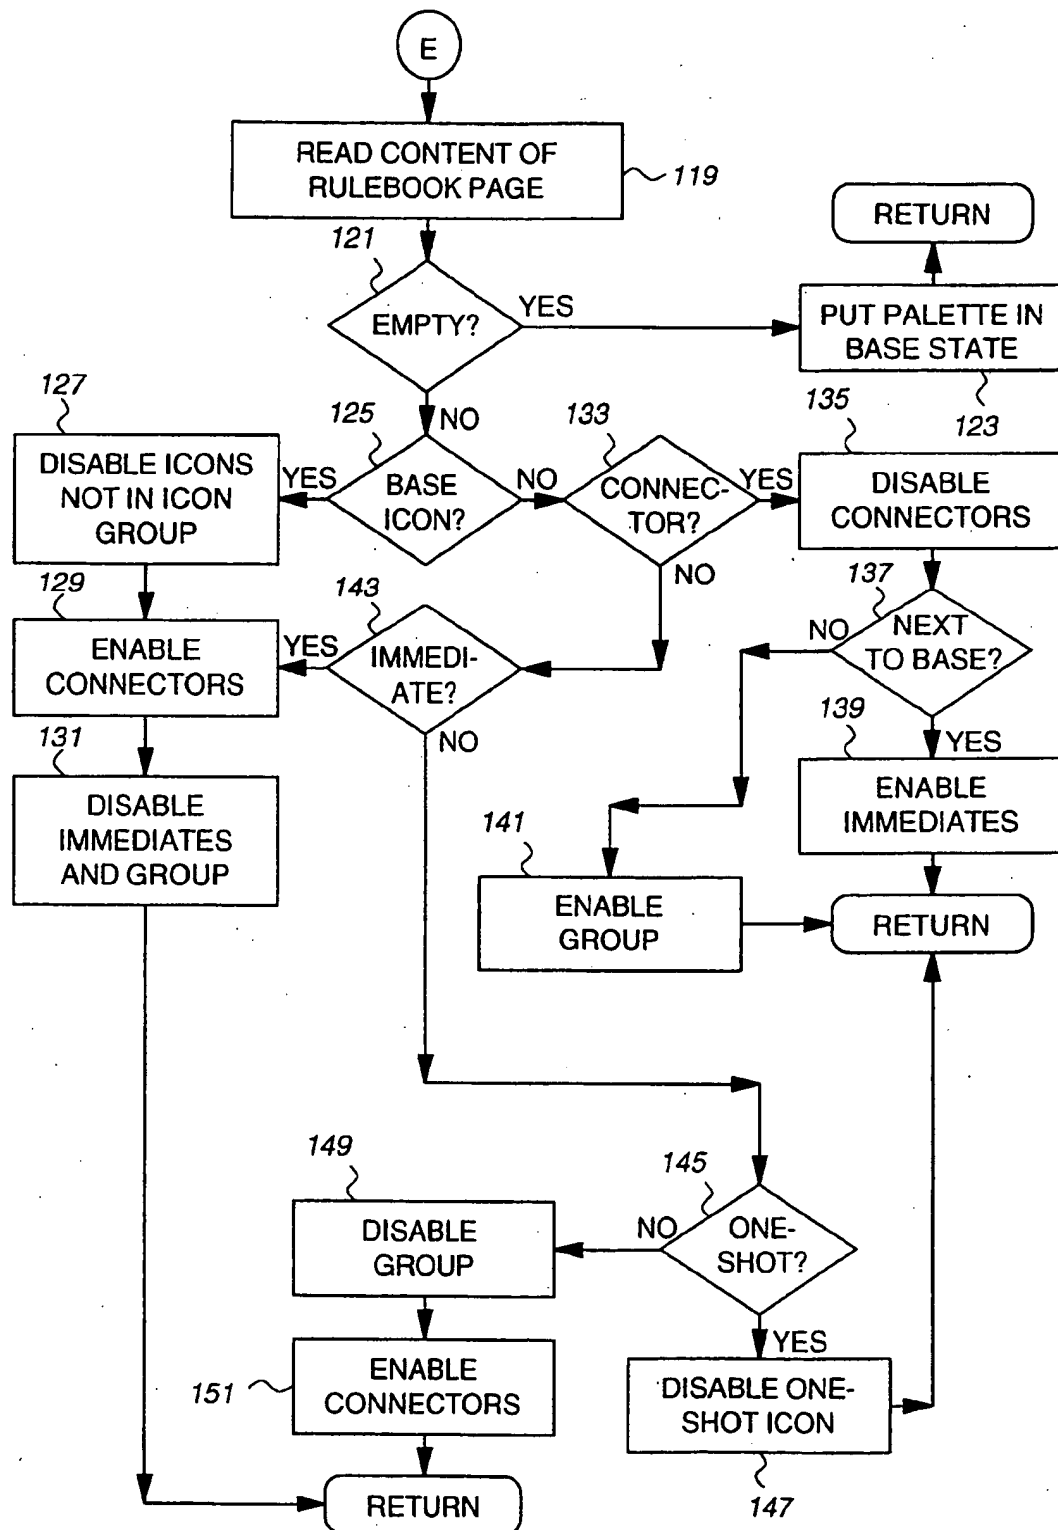 E
READ CONTENT OF
RULEBOOK PAGE
119
RETURN
121
EMPTY?
YES
PUT PALETTE IN
BASE STATE
123
NO
127
125
133
135
DISABLE ICONS
NOT IN ICON
GROUP
YES
BASE
ICON?
NO
CONNEC-
TOR?
YES
DISABLE
CONNECTORS
NO
129
143
137
ENABLE
CONNECTORS
YES
IMMEDI-
ATE?
NO
NEXT
TO BASE?
131
NO
139
YES
DISABLE
IMMEDIATES
AND GROUP
ENABLE
IMMEDIATES
141
ENABLE
GROUP
RETURN
149
145
DISABLE
GROUP
NO
ONE-
SHOT?
YES
151
ENABLE
CONNECTORS
DISABLE ONE-
SHOT ICON
147
RETURN